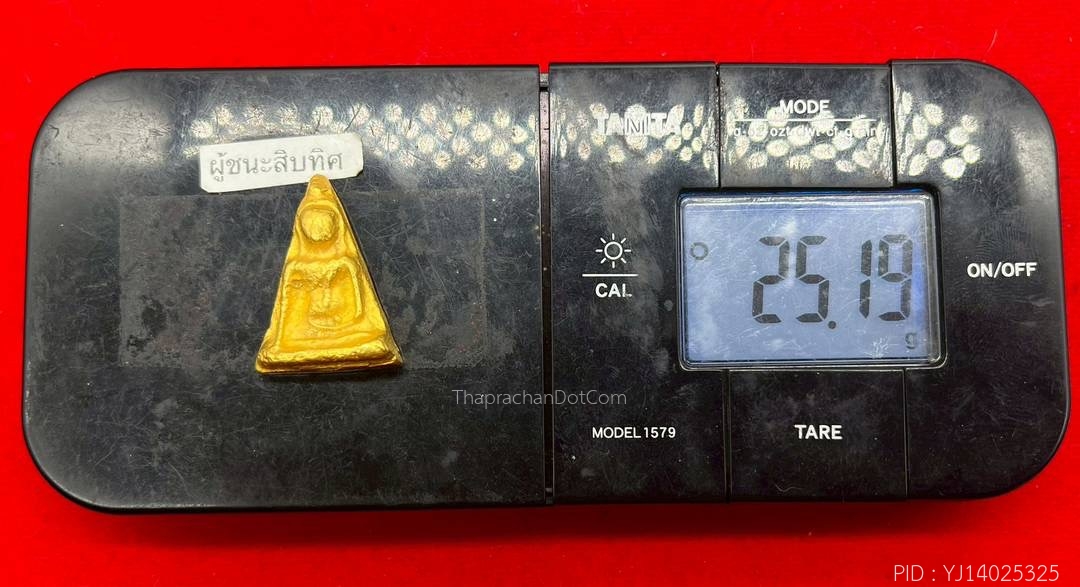 ผู้ชนะสิบทิศ
TANITA
MODE
CAL
25.19
g
ON/OFF
ThaprachanDotCom
MODEL 1579
TARE
PID : YJ14025325